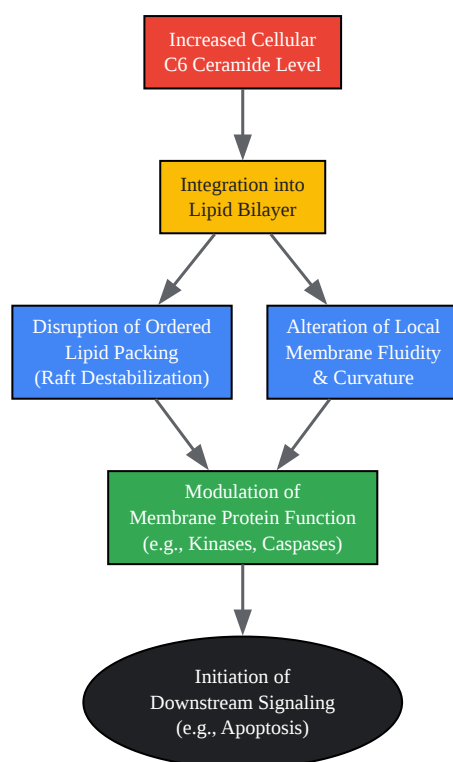 Increased Cellular
C6 Ceramide Level
Integration into
Lipid Bilayer
Disruption of Ordered
Lipid Packing
(Raft Destabilization)
Alteration of Local
Membrane Fluidity
& Curvature
Modulation of
Membrane Protein Function
(e.g., Kinases, Caspases)
Initiation of
Downstream Signaling
(e.g., Apoptosis)